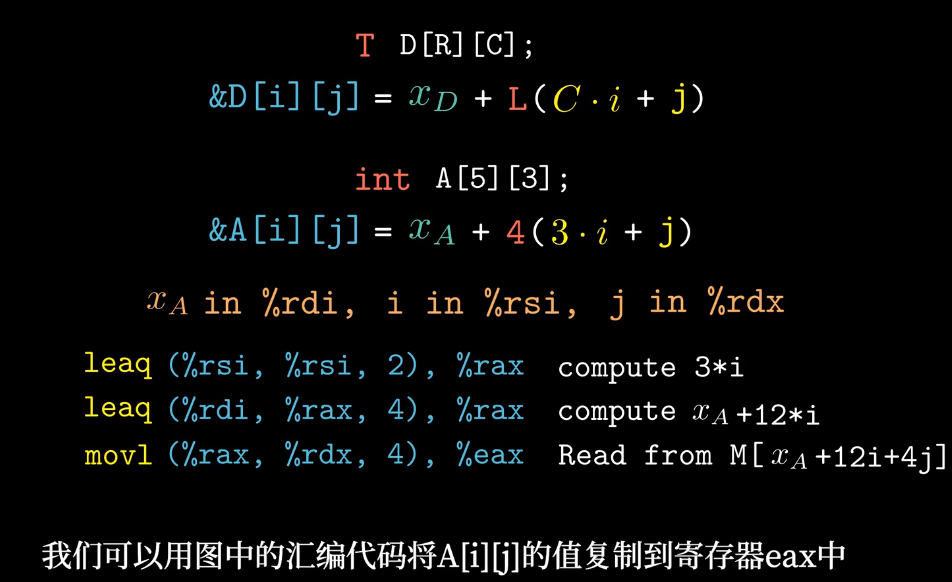 T D[R][C];
&D[i][j] = x_D + L(C · i + j)
int A[5][3];
&A[i][j] = x_A + 4(3 · i + j)
x_A in %rdi, i in %rsi, j in %rdx
leaq (%rsi, %rsi, 2), %rax compute 3*i
leaq (%rdi, %rax, 4), %rax compute x_A+12*i
movl (%rax, %rdx, 4), %eax Read from M[x_A+12i+4j]
我们可以用图中的汇编代码将A[i][j]的值复制到寄存器eax中